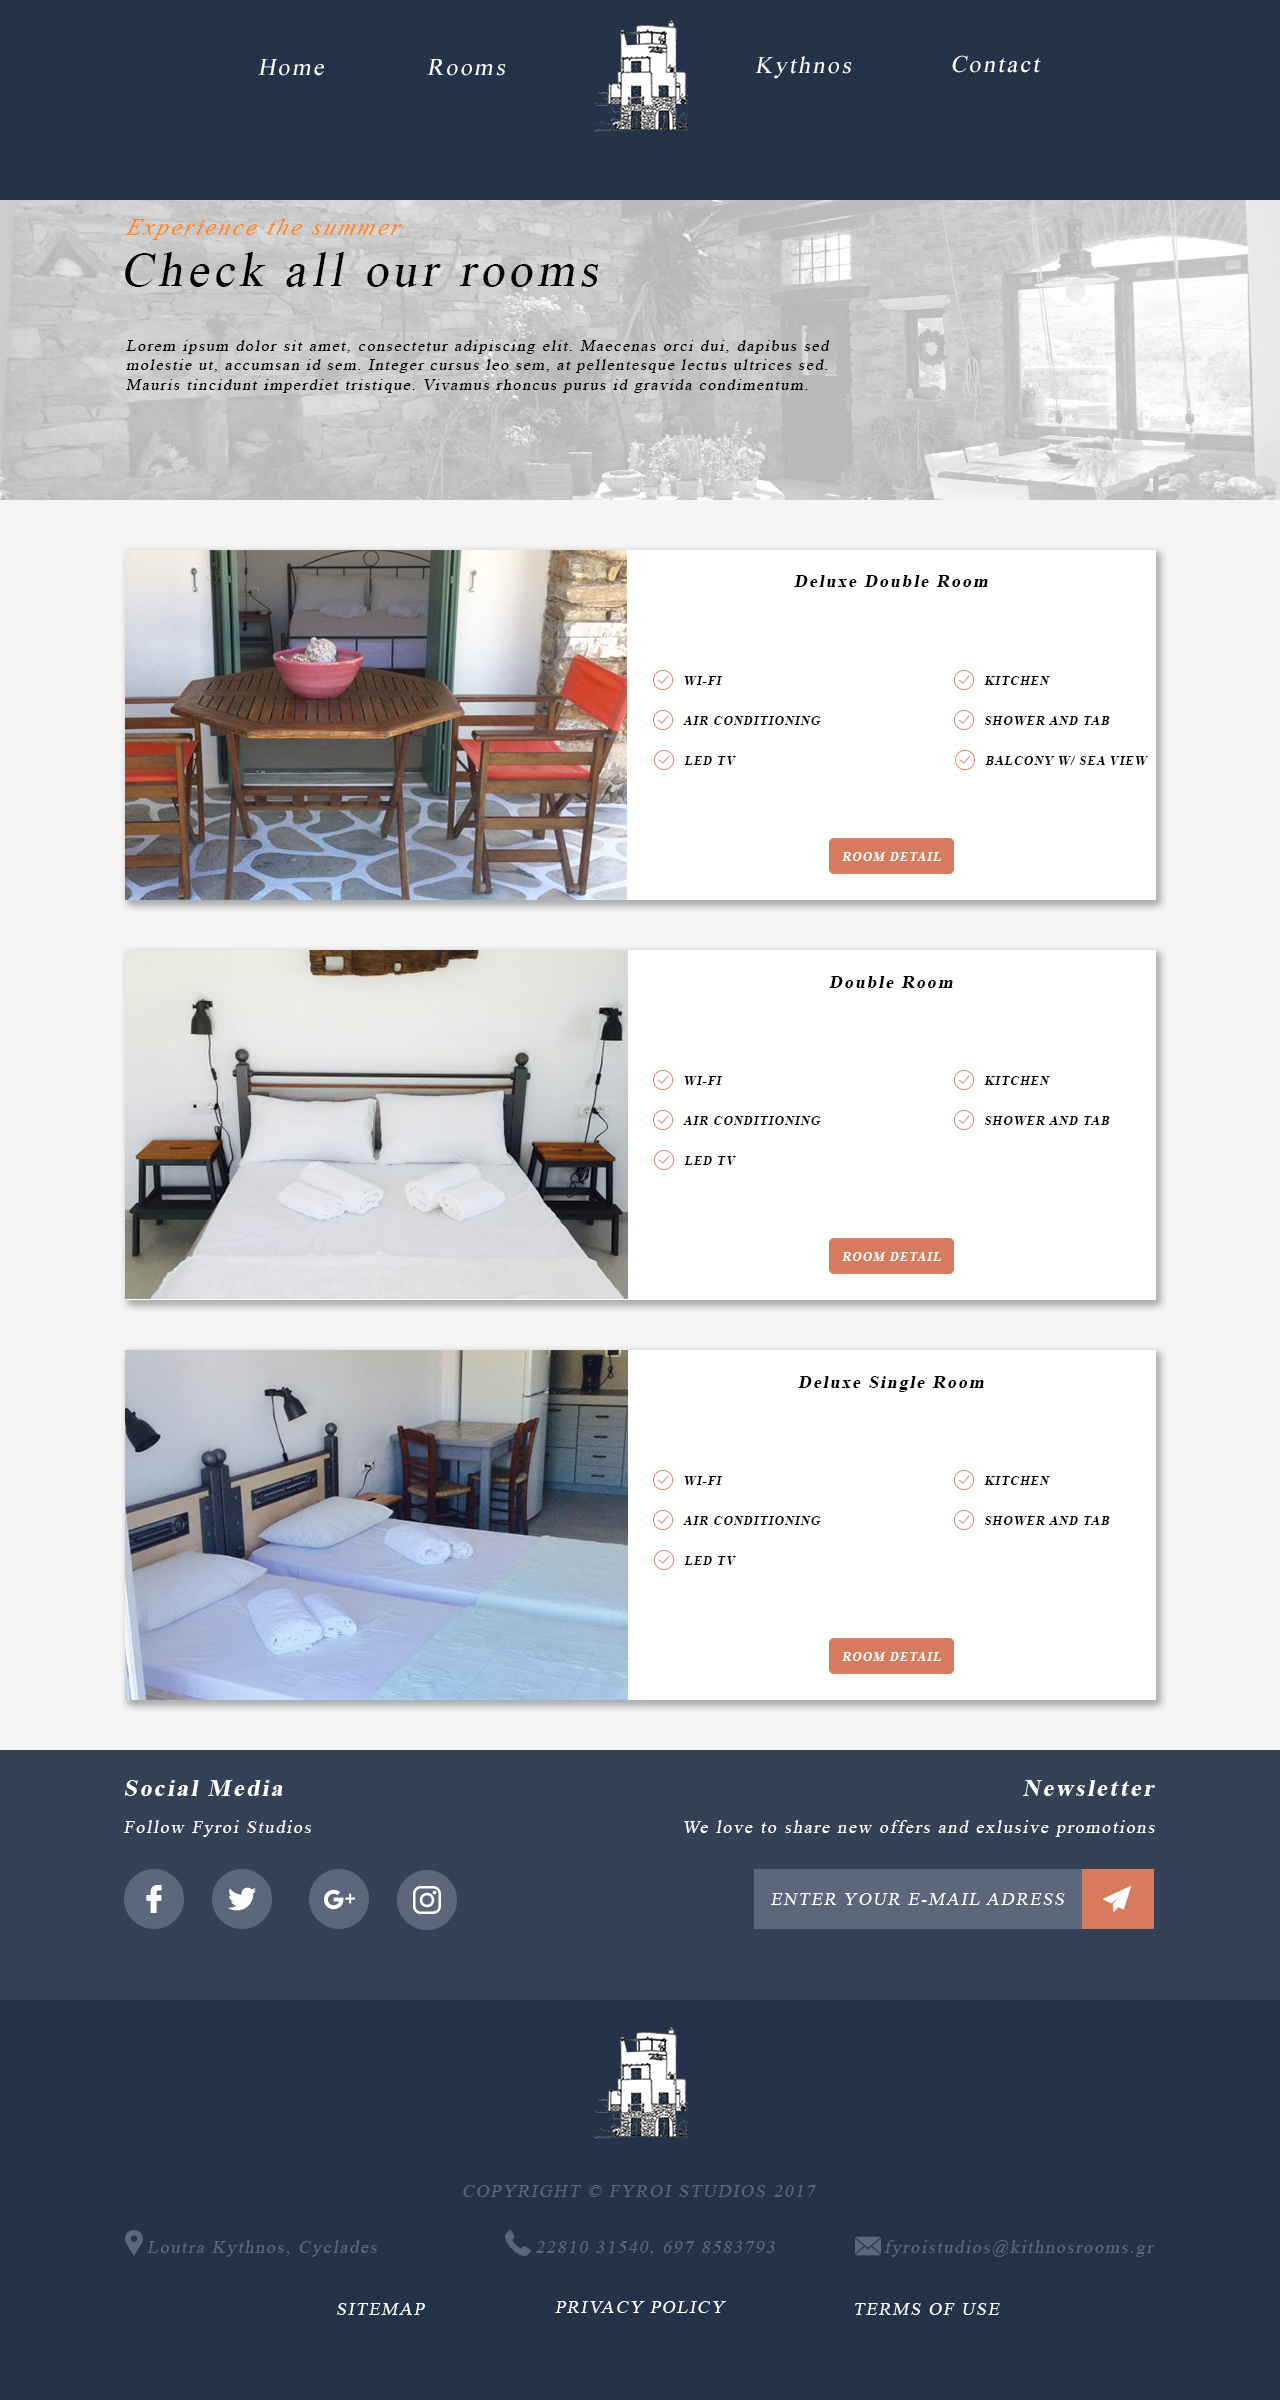 Home
Rooms
Kythnos
Contact
Experience the summer
Check all our rooms
Lorem ipsum dolor sit amet, consectetur adipiscing elit. Maecenas orci dui, dapibus sed
molestie ut, accumsan id sem. Integer cursus leo sem, at pellentesque lectus ultrices sed.
Mauris tincidunt imperdiet tristique. Vivamus rhoncus purus id gravida condimentum.
Deluxe Double Room
WI-FI
KITCHEN
AIR CONDITIONING
SHOWER AND TAB
LED TV
BALCONY W/ SEA VIEW
ROOM DETAIL
Double Room
WI-FI
KITCHEN
AIR CONDITIONING
SHOWER AND TAB
LED TV
ROOM DETAIL
Deluxe Single Room
WI-FI
KITCHEN
AIR CONDITIONING
SHOWER AND TAB
LED TV
ROOM DETAIL
Social Media
Follow Fyroi Studios
Newsletter
We love to share new offers and exlusive promotions
ENTER YOUR E-MAIL ADRESS
COPYRIGHT © FYROI STUDIOS 2017
Loutra Kythnos, Cyclades
22810 31540, 697 8583793
fyroistudios@kithnosrooms.gr
SITEMAP
PRIVACY POLICY
TERMS OF USE